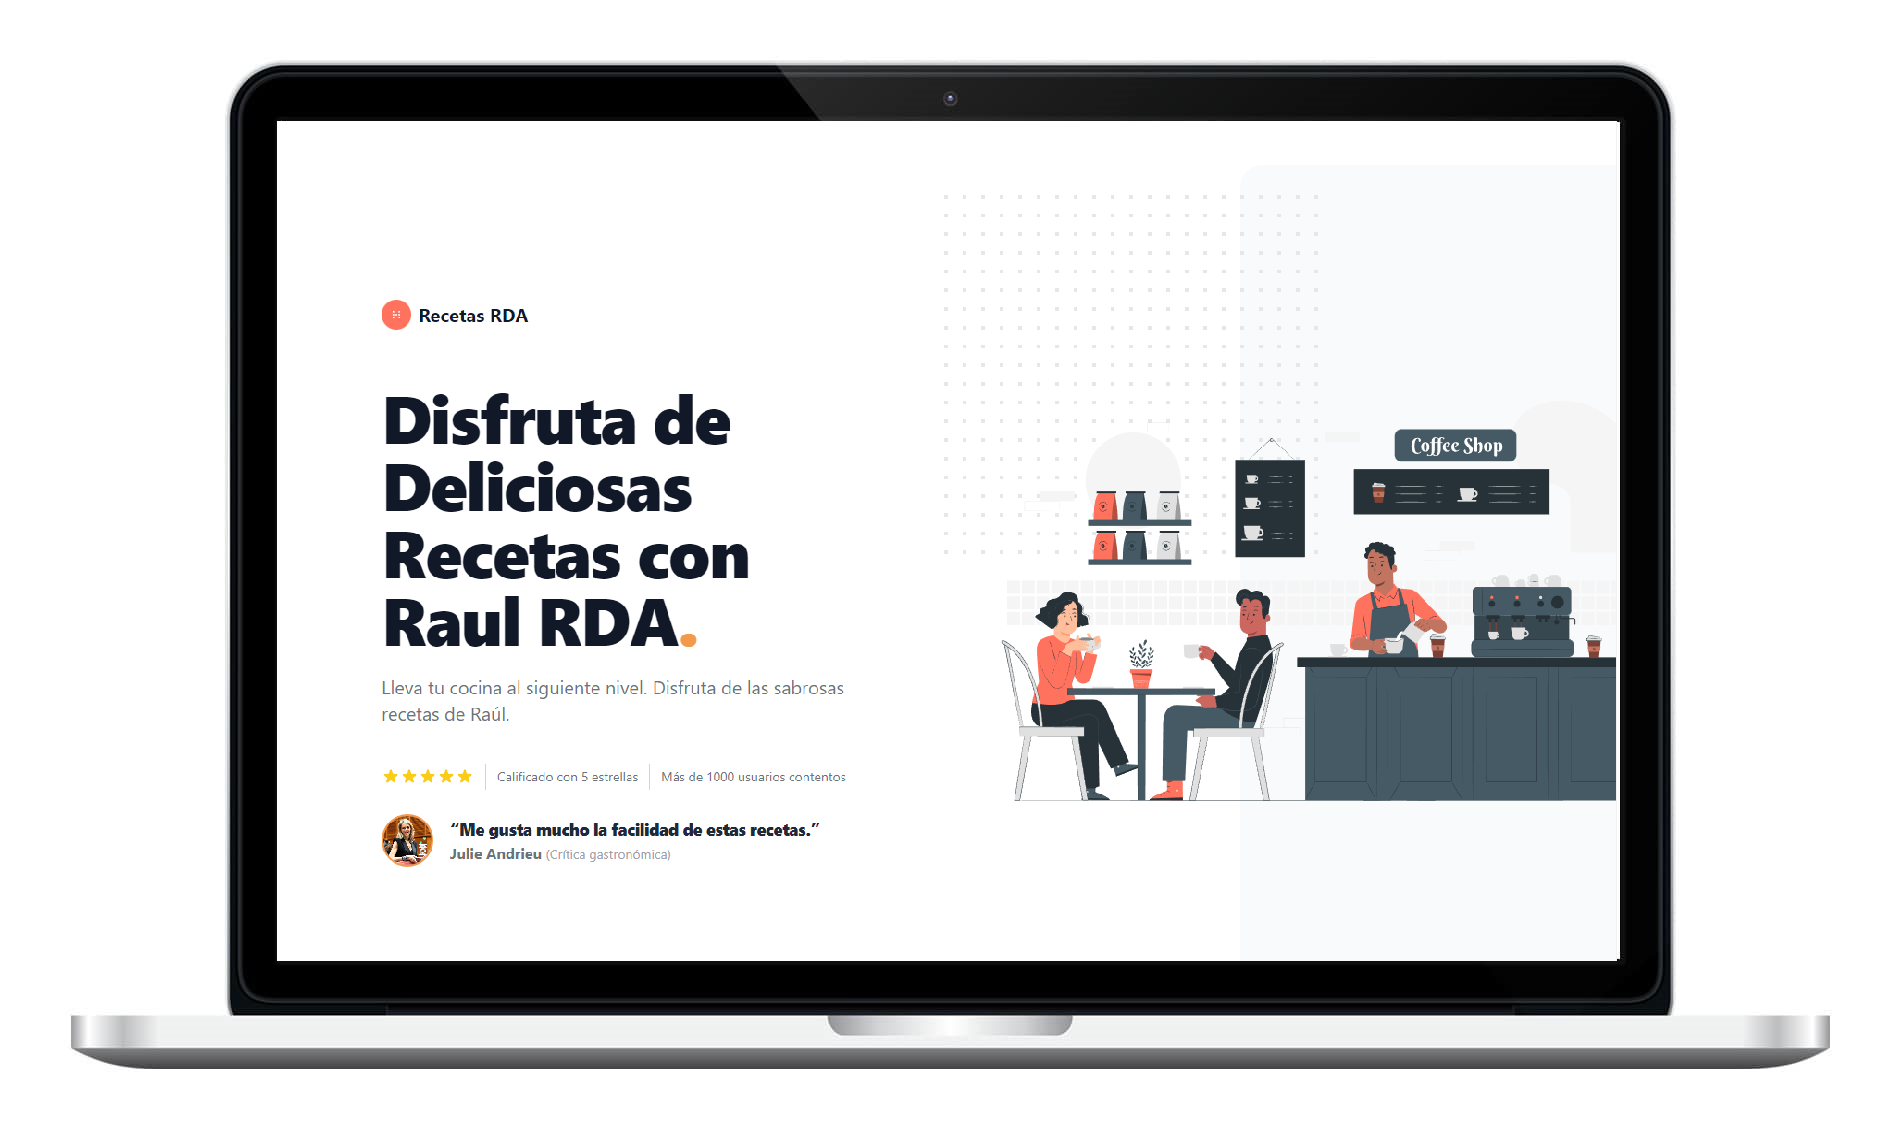 Recetas RDA
Disfruta de
Deliciosas
Recetas con
Raul RDA.
Lleva tu cocina al siguiente nivel. Disfruta de las sabrosas
recetas de Raúl.
Calificado con 5 estrellas
Más de 1000 usuarios contentos
“Me gusta mucho la facilidad de estas recetas.”
Julie Andrieu (Crítica gastronómica)
Coffee Shop